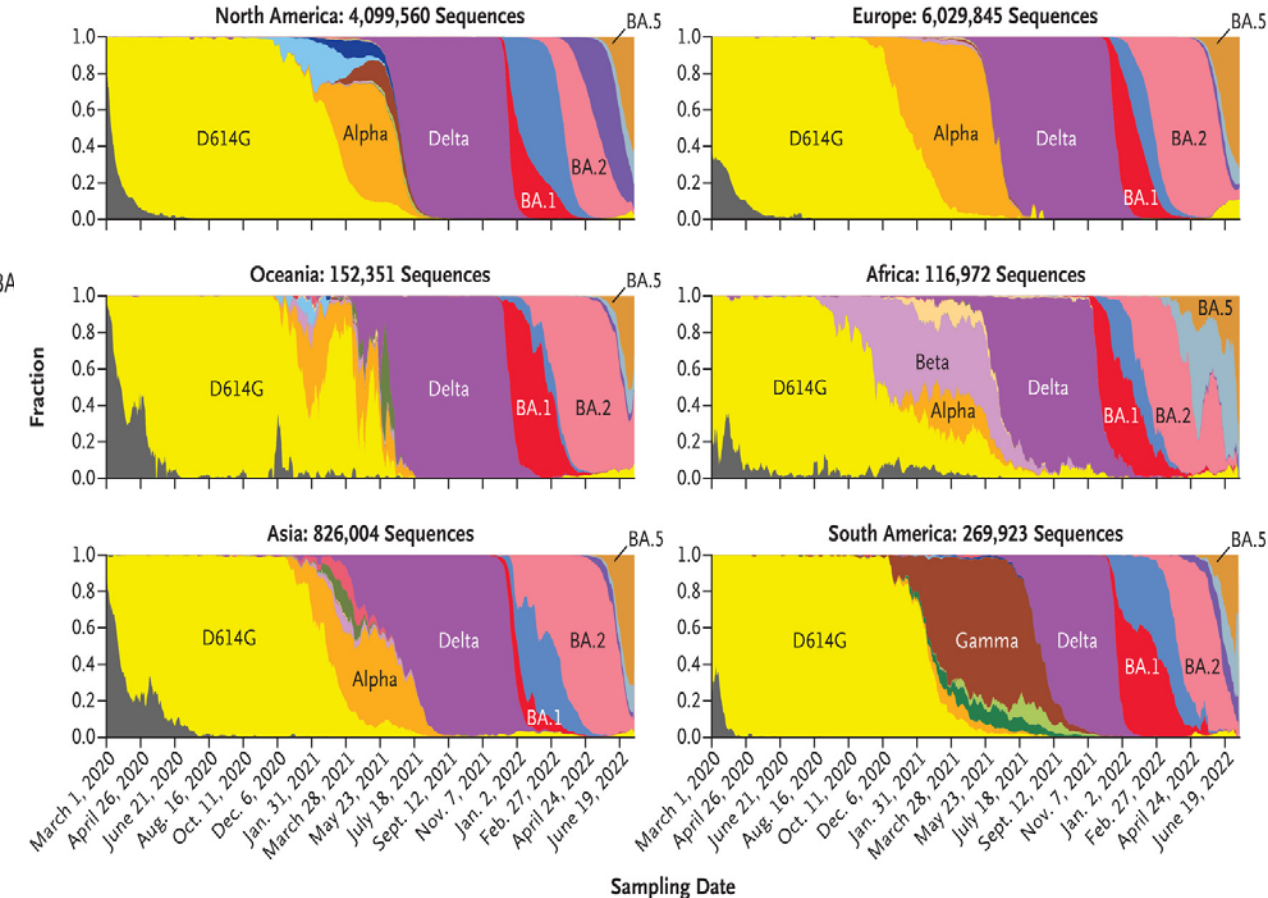 North America: 4,099,560 Sequences
BA.5
1.0
0.8
0.6
0.4
0.2
0.0
D614G
Alpha
Delta
BA.1
BA.2
Europe: 6,029,845 Sequences
BA.5
1.0
0.8
0.6
0.4
0.2
0.0
D614G
Alpha
Delta
BA.1
BA.2
BA
Fraction
Oceania: 152,351 Sequences
BA.5
1.0
0.8
0.6
0.4
0.2
0.0
D614G
Delta
BA.1
BA.2
Africa: 116,972 Sequences
1.0
0.8
0.6
0.4
0.2
0.0
D614G
Beta
Alpha
Delta
BA.1
BA.2
BA.5
Asia: 826,004 Sequences
BA.5
1.0
0.8
0.6
0.4
0.2
0.0
D614G
Alpha
Delta
BA.1
BA.2
South America: 269,923 Sequences
BA.5
1.0
0.8
0.6
0.4
0.2
0.0
D614G
Gamma
Delta
BA.1
BA.2
March 1, 2020
April 26, 2020
June 21, 2020
Aug. 16, 2020
Oct. 11, 2020
Dec. 6, 2020
Jan. 31, 2021
March 28, 2021
May 23, 2021
July 18, 2021
Sept. 12, 2021
Nov. 7, 2021
Jan. 2, 2022
Feb. 27, 2022
April 24, 2022
June 19, 2022
March 1, 2020
April 26, 2020
June 21, 2020
Aug. 16, 2020
Oct. 11, 2020
Dec. 6, 2020
Jan. 31, 2021
March 28, 2021
May 23, 2021
July 18, 2021
Sept. 12, 2021
Nov. 7, 2021
Jan. 2, 2022
Feb. 27, 2022
April 24, 2022
June 19, 2022
Sampling Date